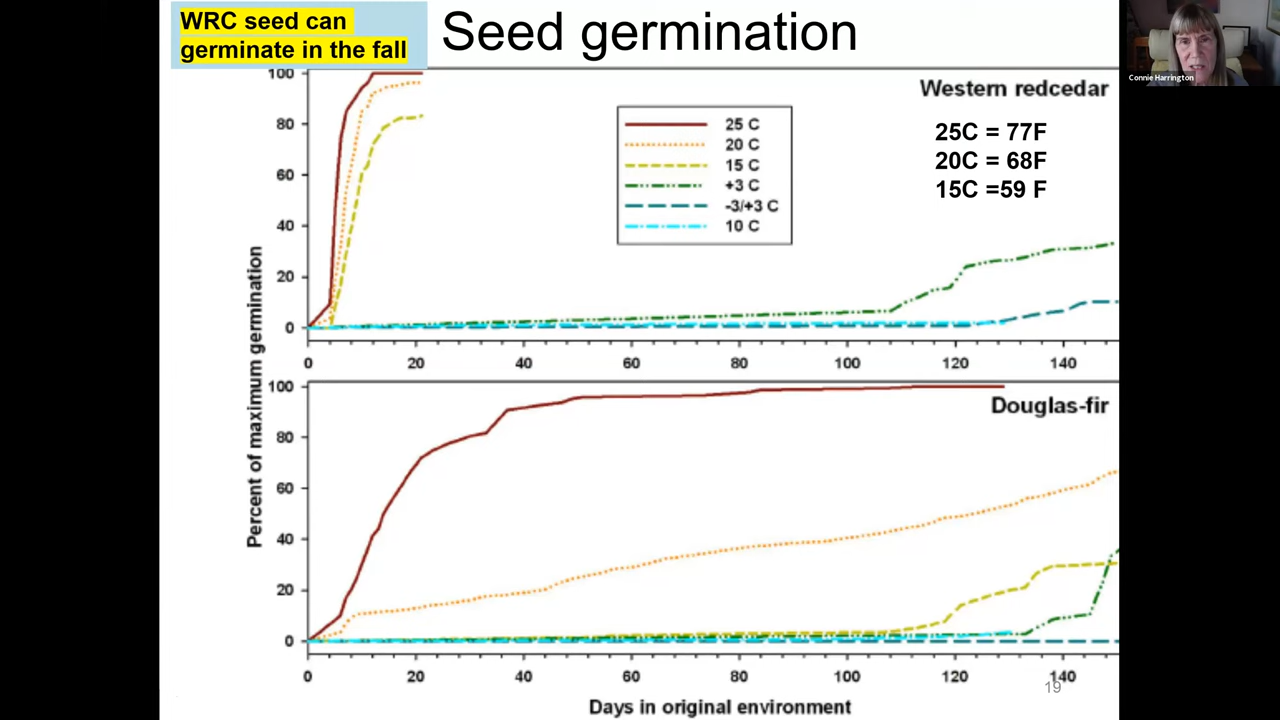 WRC seed can
germinate in the fall
Seed germination
Connie Harrington
Western redcedar
25C = 77F
20C = 68F
15C =59 F
25 C
20 C
15 C
+3 C
-3/+3 C
10 C
100
80
60
40
20
0
0 20 40 60 80 100 120 140
Percent of maximum germination
Douglas-fir
100
80
60
40
20
0
0 20 40 60 80 100 120 140
19
Days in original environment